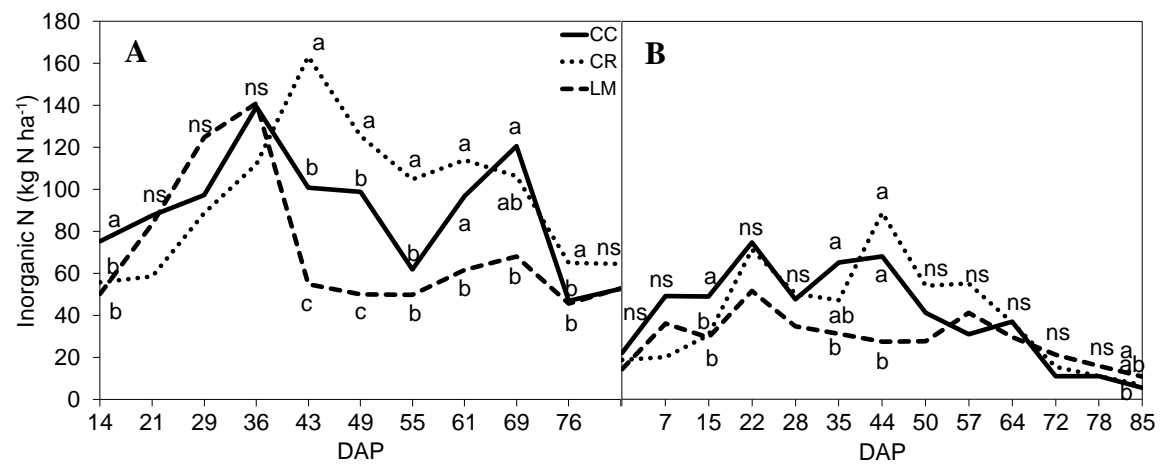 180
160
140
120
100
80
60
40
20
0
Inorganic N (kg N ha⁻¹)
A
CC
CR
LM
a
b
b
ns
ns
ns
a
b
c
a
b
c
a
b
b
a
a
b
a
ab
b
a
b
b
ns
14 21 29 36 43 49 55 61 69 76
DAP
B
ns
ns
a
b
b
ns
ns
a
ab
b
a
a
b
ns
ns
ns
ns
ns
a
ab
b
7 15 22 28 35 44 50 57 64 72 78 85
DAP